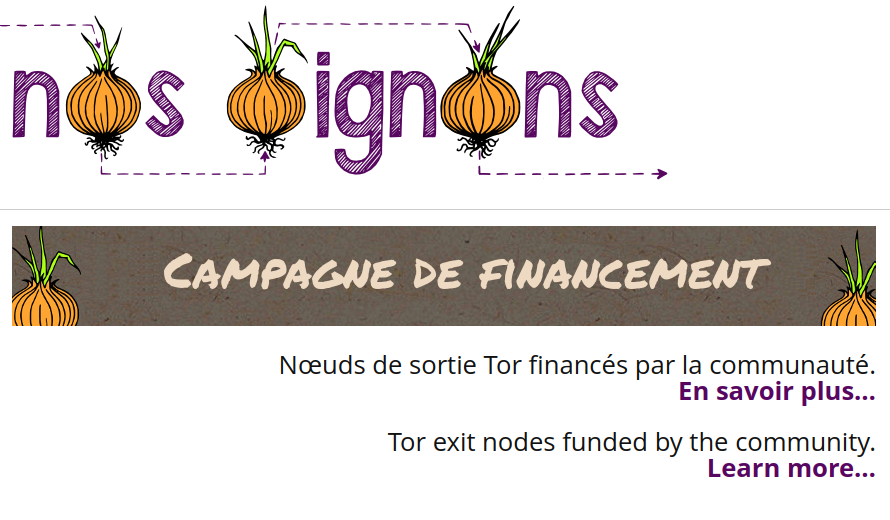 nos oignons
Campagne de financement
Nœuds de sortie Tor financés par la communauté.
En savoir plus...
Tor exit nodes funded by the community.
Learn more...